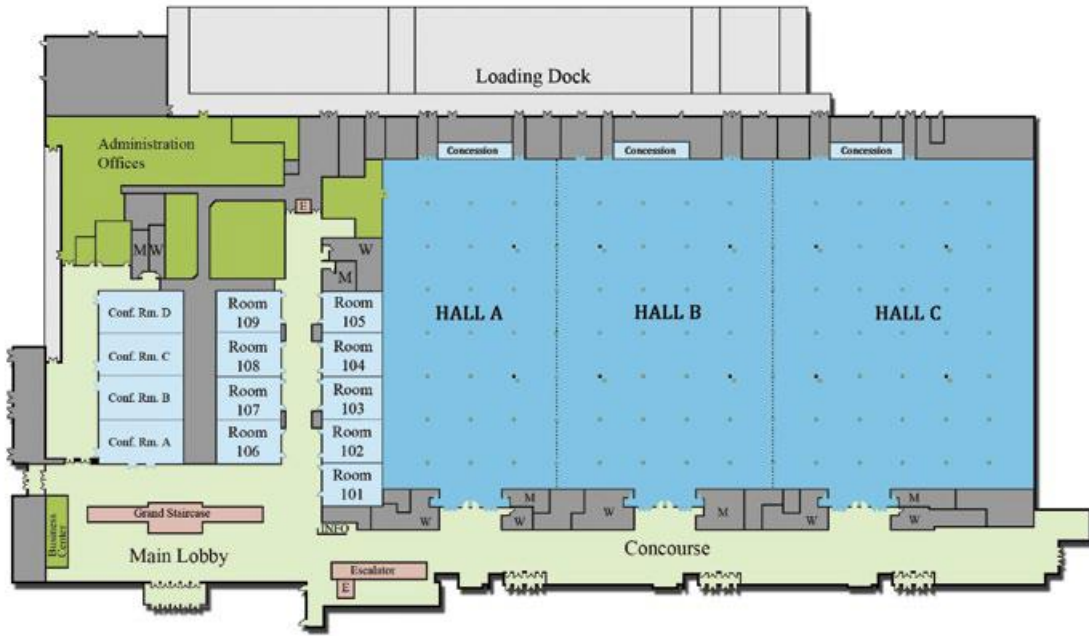 Loading Dock
Administration
Offices
Concession
Concession
Concession
E
M
W
W
M
Conf. Rm. D
Conf. Rm. C
Conf. Rm. B
Conf. Rm. A
Room
109
Room
108
Room
107
Room
106
Room
105
Room
104
Room
103
Room
102
Room
101
HALL A
HALL B
HALL C
M
W
W
M
W
W
M
W
W
INFO
Business
Center
Grand Staircase
Main Lobby
Concourse
Escalator
E